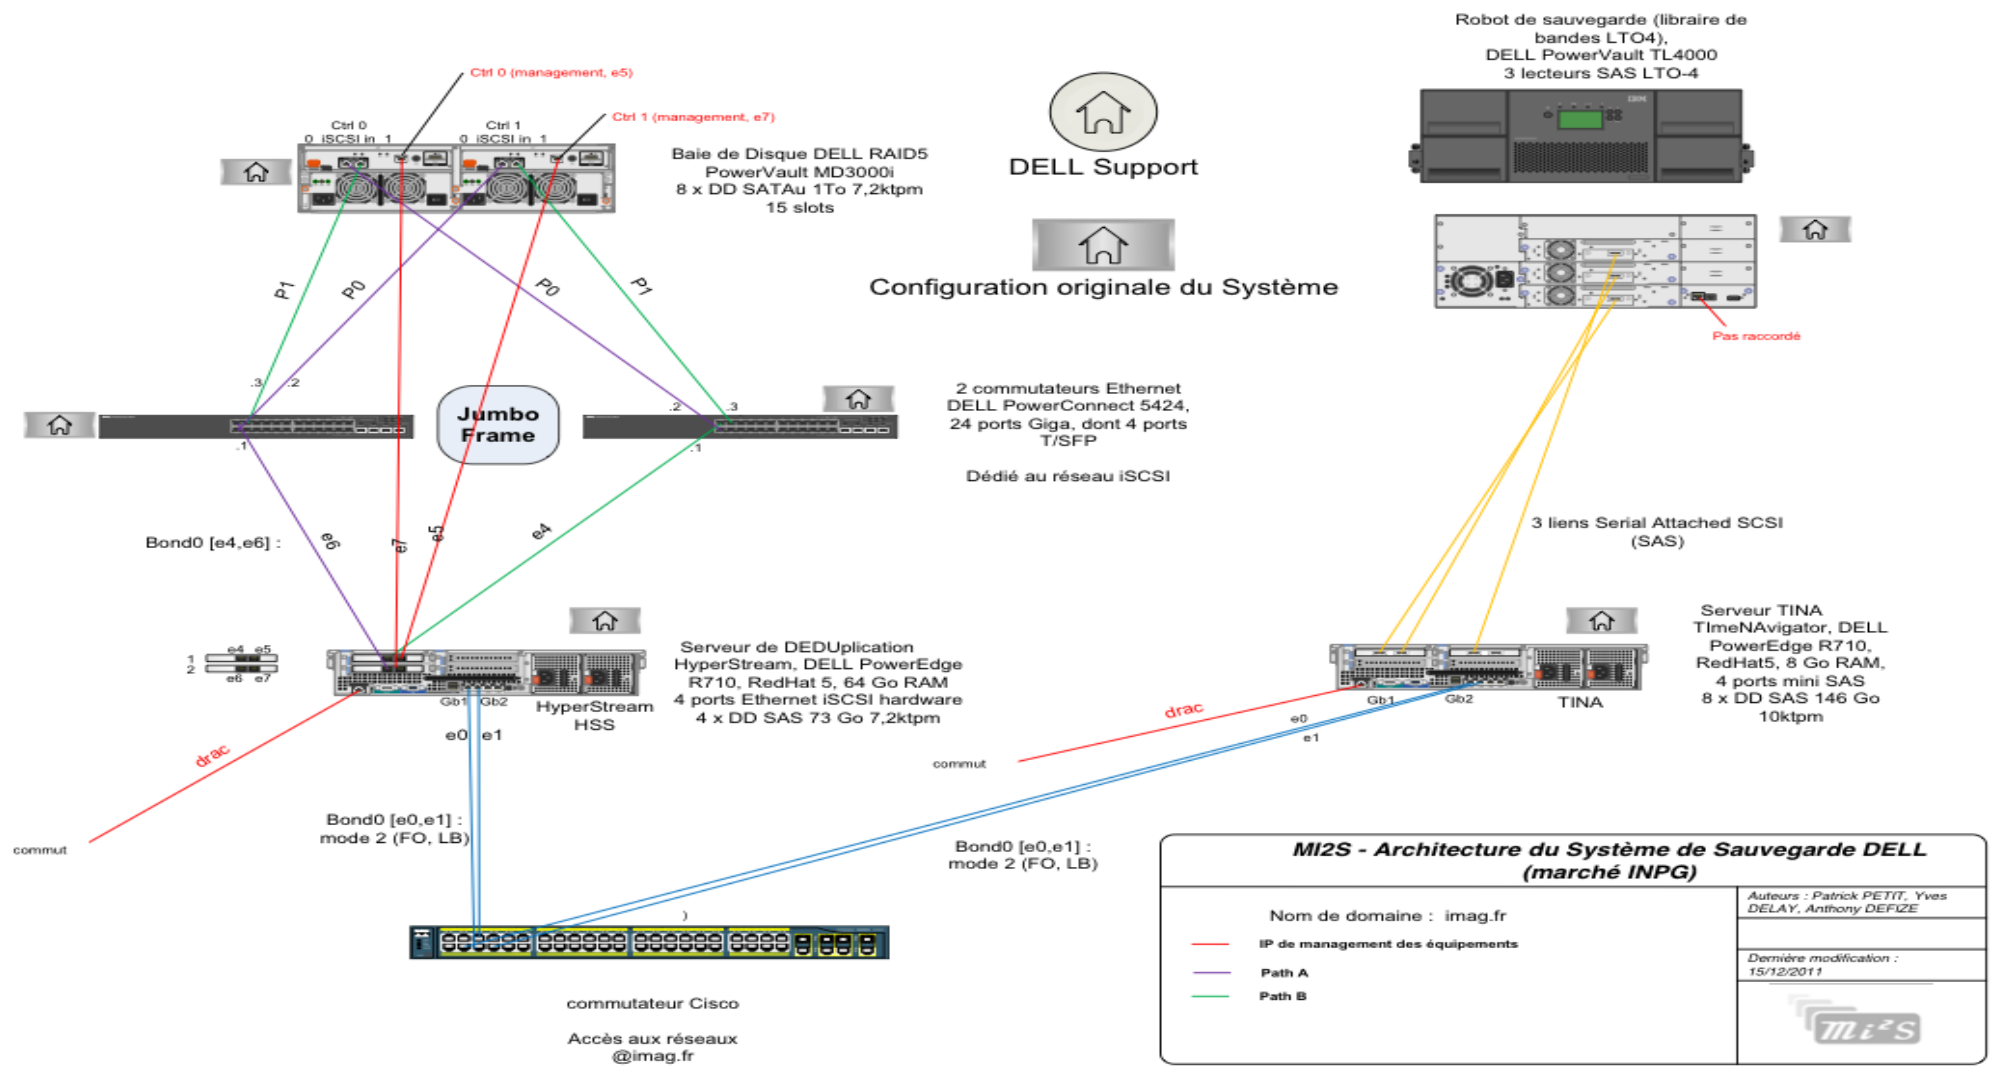 Robot de sauvegarde (libraire de
bandes LTO4),
DELL PowerVault TL4000
3 lecteurs SAS LTO-4
IBM
Ctrl 0 (management, e5)
Ctrl 1 (management, e7)
Ctrl 0
0 iSCSI in 1
Ctrl 1
0 iSCSI in 1
Baie de Disque DELL RAID5
PowerVault MD3000i
8 x DD SATAu 1To 7,2ktpm
15 slots
DELL Support
Configuration originale du Système
Pas raccordé
P1
P0
P0
P1
.3
.2
.2
.3
Jumbo
Frame
.1
.1
2 commutateurs Ethernet
DELL PowerConnect 5424,
24 ports Giga, dont 4 ports
T/SFP
Dédié au réseau iSCSI
3 liens Serial Attached SCSI
(SAS)
Bond0 [e4,e6] :
e6
e7
e5
e4
e4 e5
1
2
e6 e7
Serveur de DEDUplication
HyperStream, DELL PowerEdge
R710, RedHat 5, 64 Go RAM
4 ports Ethernet iSCSI hardware
4 x DD SAS 73 Go 7,2ktpm
Gb1 Gb2
HyperStream
HSS
e0 e1
drac
commut
Serveur TINA
TImeNAvigator, DELL
PowerEdge R710,
RedHat5, 8 Go RAM,
4 ports mini SAS
8 x DD SAS 146 Go
10ktpm
Gb1
Gb2
TINA
drac
e0
e1
commut
Bond0 [e0,e1] :
mode 2 (FO, LB)
Bond0 [e0,e1] :
mode 2 (FO, LB)
)
commutateur Cisco
Accès aux réseaux
@imag.fr
MI2S - Architecture du Système de Sauvegarde DELL
(marché INPG)
Nom de domaine : imag.fr
IP de management des équipements
Path A
Path B
Auteurs : Patrick PETIT, Yves
DELAY, Anthony DEFIZE
Dernière modification :
15/12/2011
Mi²S